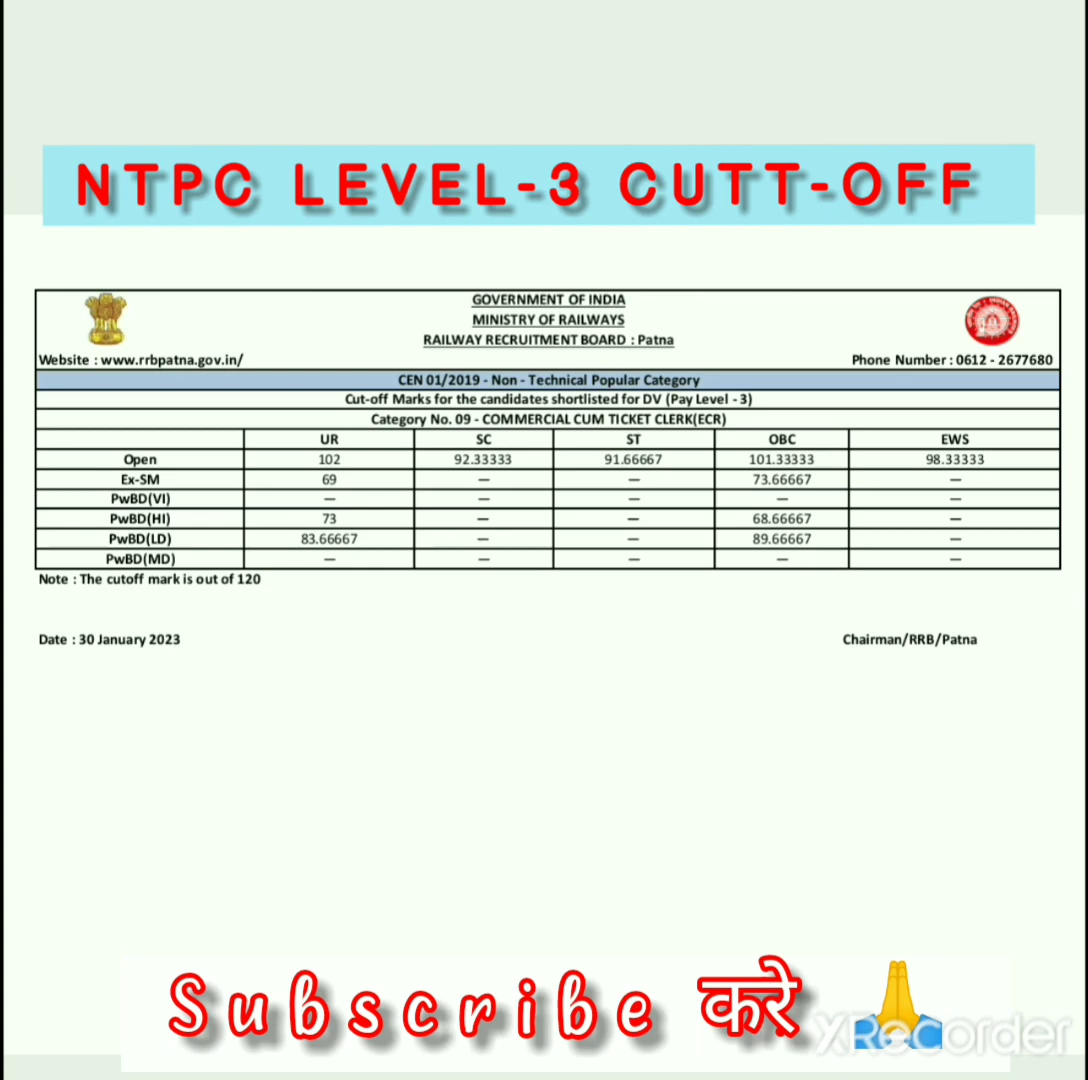 NTPC LEVEL-3 CUTT-OFF
GOVERNMENT OF INDIA
MINISTRY OF RAILWAYS
RAILWAY RECRUITMENT BOARD : Patna
Website : www.rrbpatna.gov.in/ Phone Number : 0612 - 2677680
CEN 01/2019 - Non - Technical Popular Category
Cut-off Marks for the candidates shortlisted for DV (Pay Level - 3)
Category No. 09 - COMMERCIAL CUM TICKET CLERK(ECR)
UR SC ST OBC EWS
Open 102 92.33333 91.66667 101.33333 98.33333
Ex-SM 69 — — 73.66667 —
PwBD(VI) — — — — —
PwBD(HI) 73 — — 68.66667 —
PwBD(LD) 83.66667 — — 89.66667 —
PwBD(MD) — — — — —
Note : The cutoff mark is out of 120
Date : 30 January 2023 Chairman/RRB/Patna
Subscribe करे 🙏
XRecorder